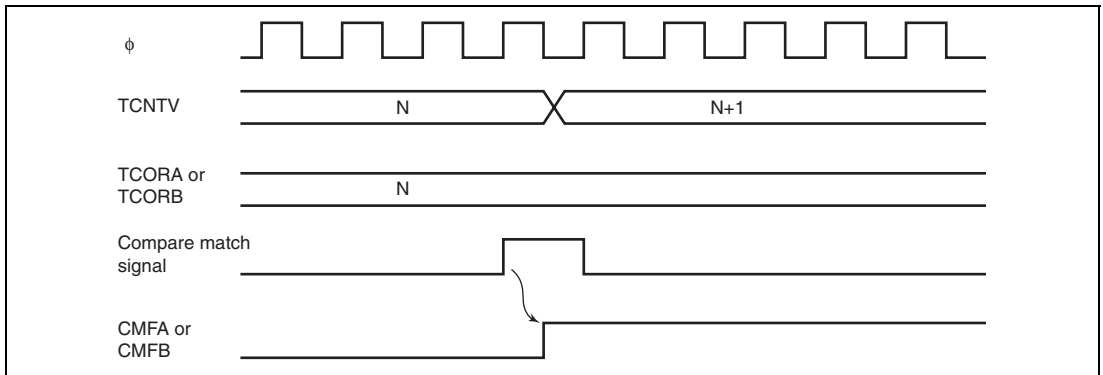 ϕ
TCNTV
N
N+1
TCORA or
TCORB
N
Compare match
signal
CMFA or
CMFB